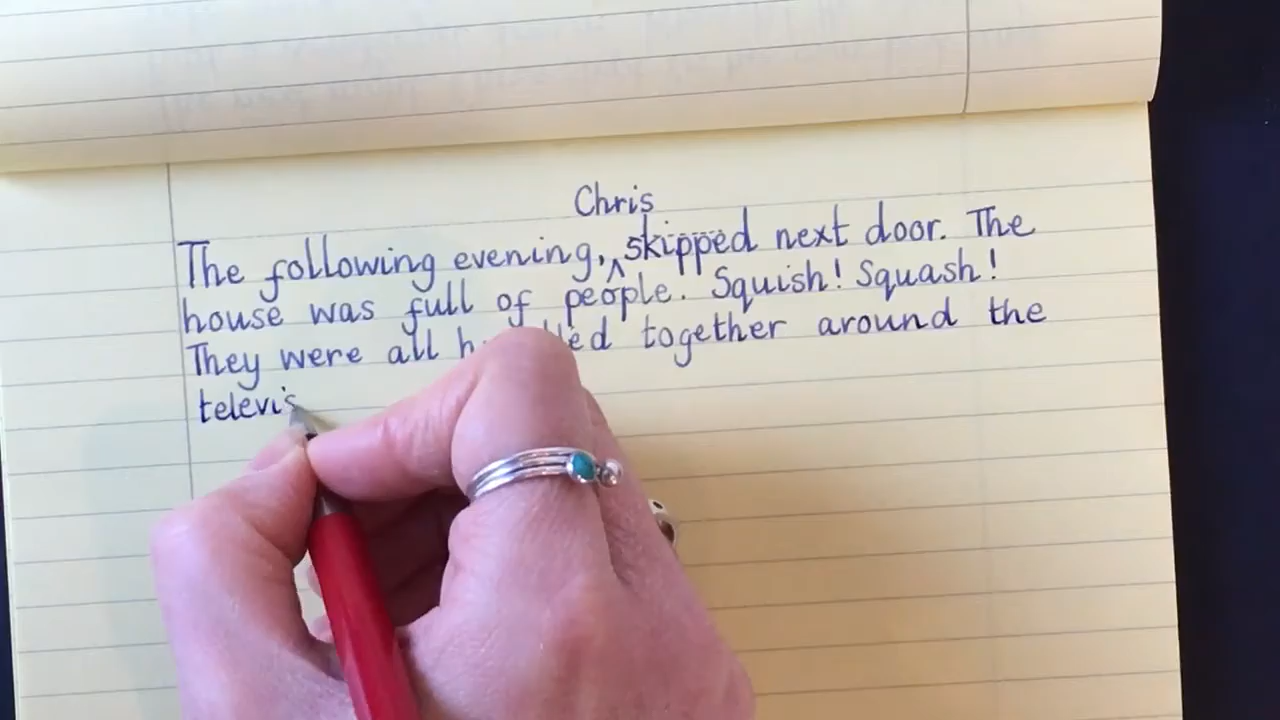 Chris
The following evening, ^ skipped next door. The
house was full of people. Squish! Squash!
They were all together around the
televis